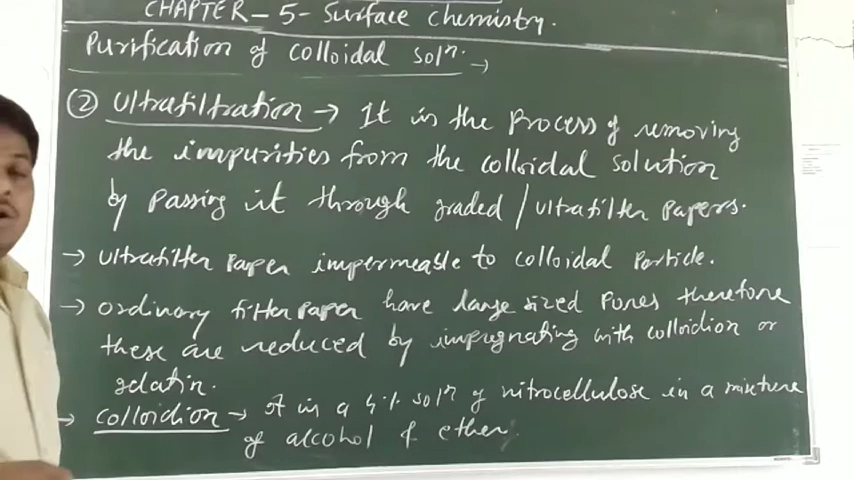 CHAPTER - 5 - Surface chemistry.
Purification of colloidal solⁿ. →
② Ultrafiltration → It is the Process of removing
the impurities from the colloidal solution
by passing it through graded / ultrafilter papers.
→ ultrafilter paper impermeable to colloidal Particle.
→ ordinary filter paper have large sized Pores therefore
these are reduced by impregnating with colloidion or
gelatin.
→ colloidion → It is a 4% solⁿ of nitrocellulose in a mixture
of alcohol & ether.